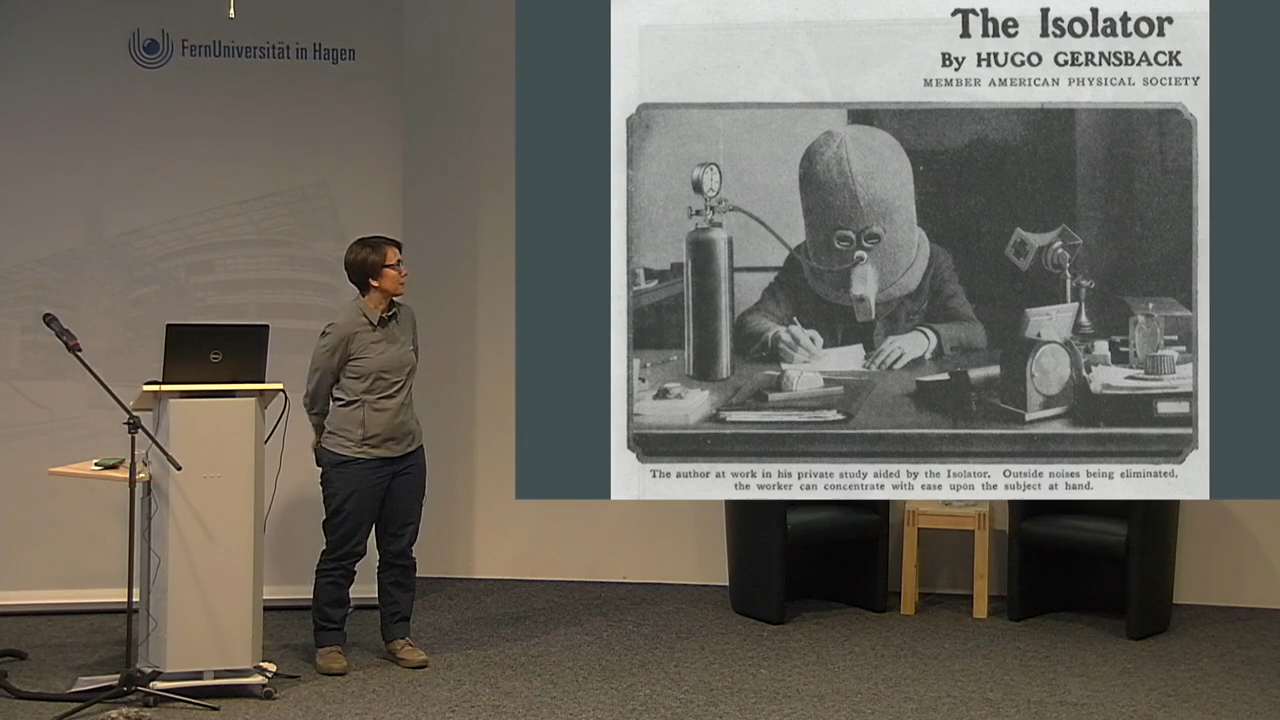 FernUniversität in Hagen
The Isolator
By HUGO GERNSBACK
MEMBER AMERICAN PHYSICAL SOCIETY
DELL
The author at work in his private study aided by the Isolator. Outside noises being eliminated,
the worker can concentrate with ease upon the subject at hand.